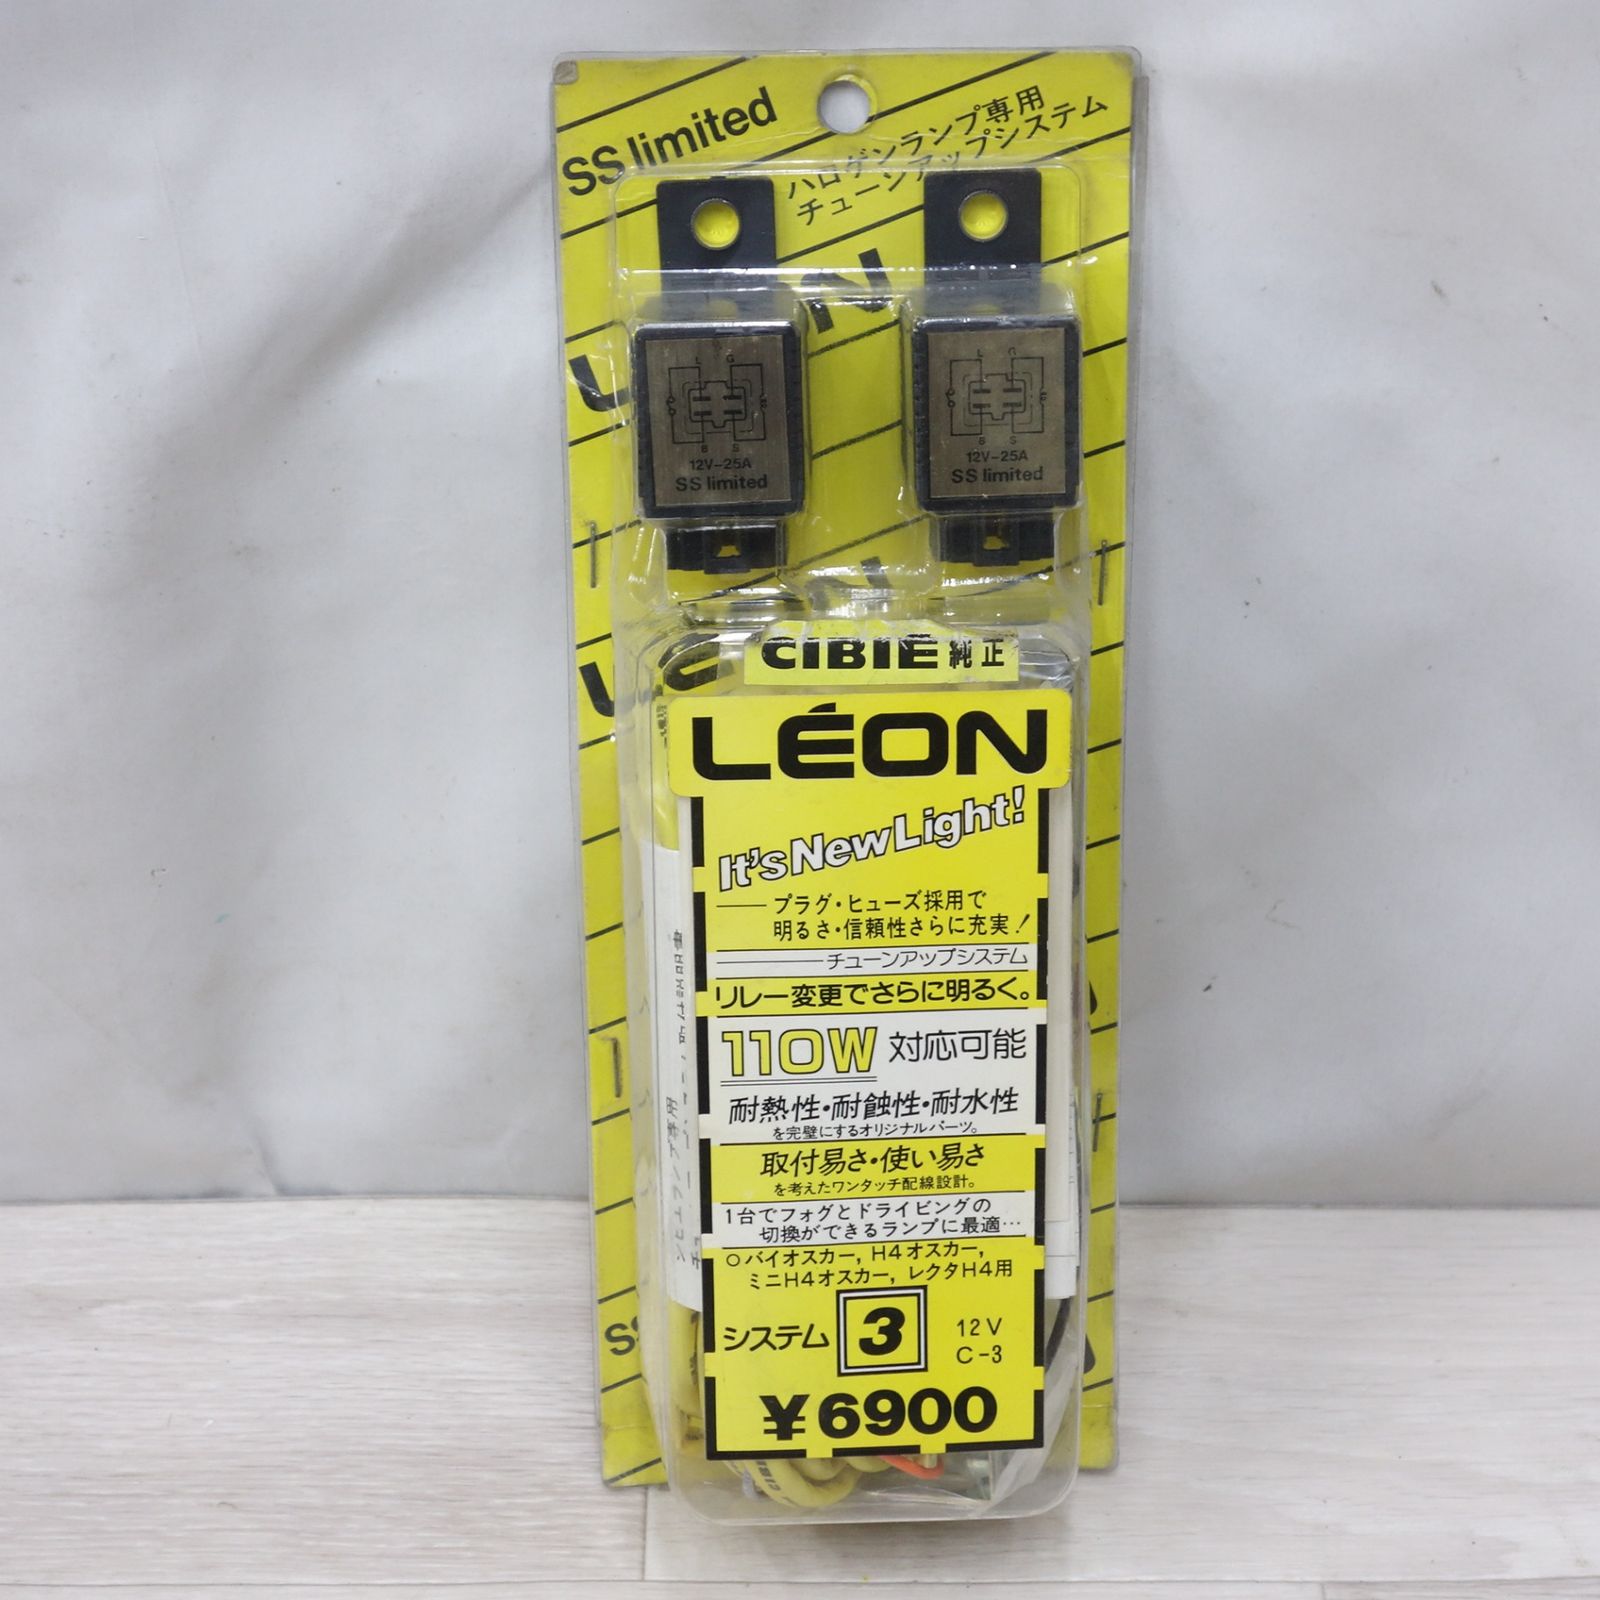 SS limited
ハロゲンランプ専用
チューンアップシステム
L G
B S
12V-25A
SS limited
L G
B S
12V-25A
SS limited
CIBIE 純正
LÉON
It's New Light!
プラグ・ヒューズ採用で
明るさ・信頼性さらに充実!
チューンアップシステム
リレー変更でさらに明るく。
110W 対応可能
耐熱性・耐蝕性・耐水性
を完璧にするオリジナルパーツ。
取付易さ・使い易さ
を考えたワンタッチ配線設計。
1台でフォグとドライビングの
切換ができるランプに最適…
○バイオスカー, H4オスカー,
ミニH4オスカー, レクタH4用
システム 3 12V
C-3
¥6900